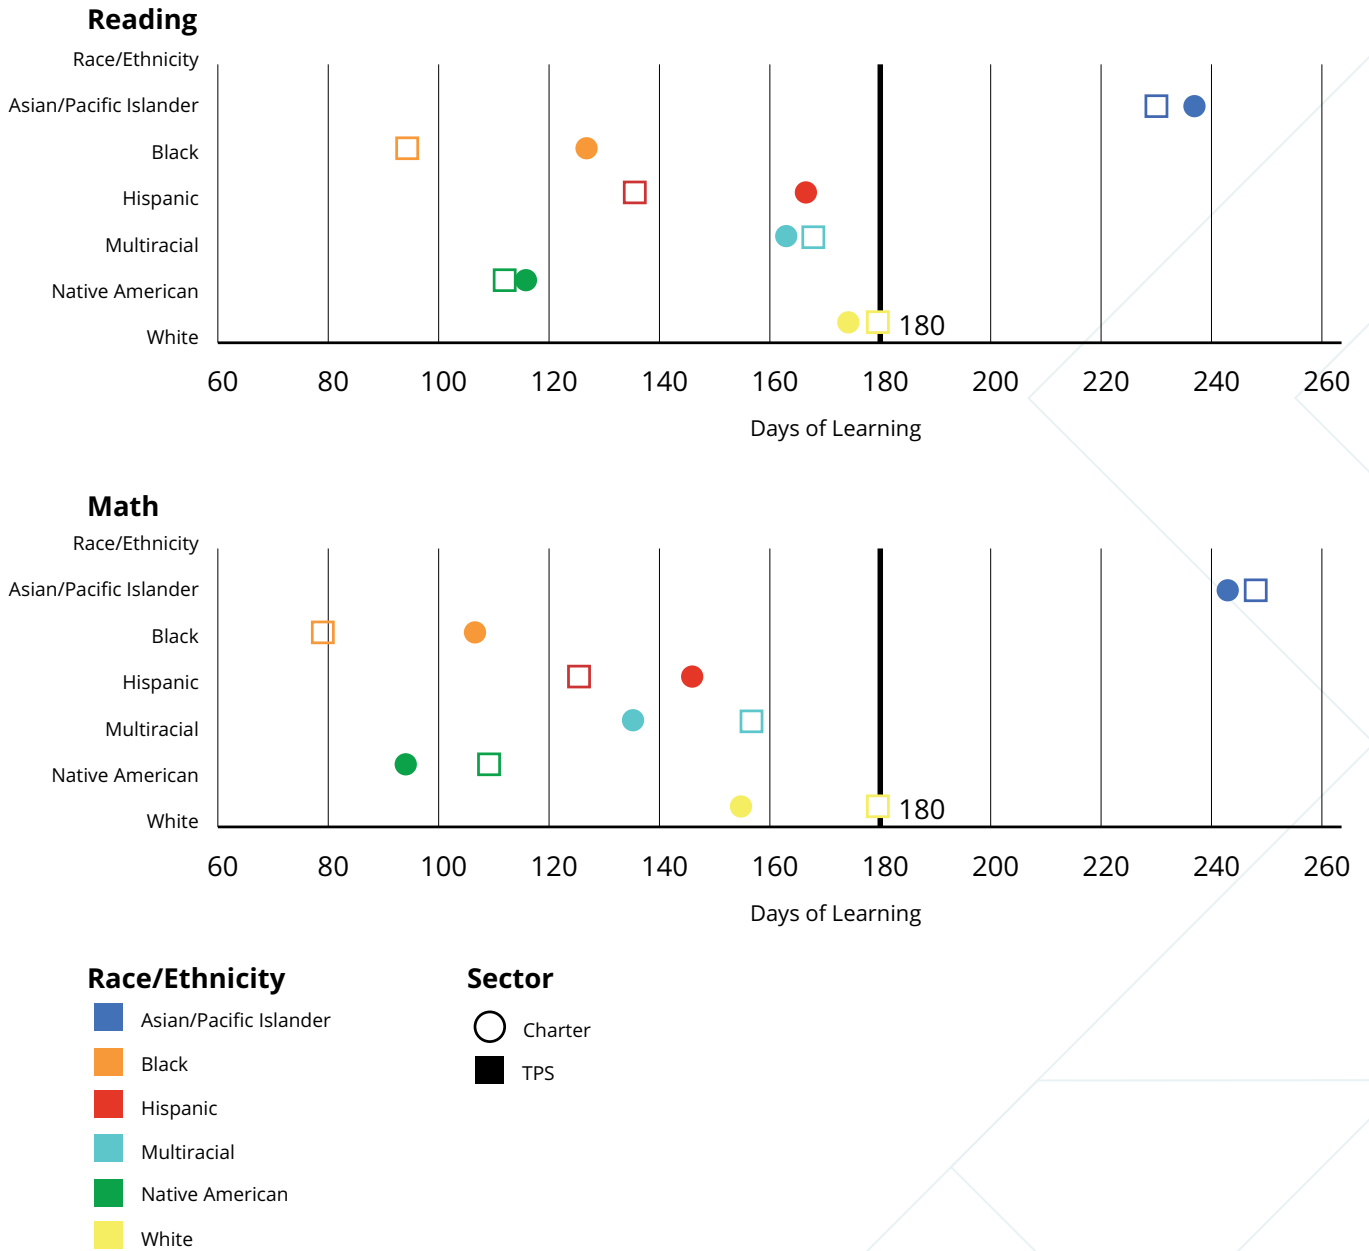 Reading
Race/Ethnicity
Asian/Pacific Islander
Black
Hispanic
Multiracial
Native American
White
180
60 80 100 120 140 160 180 200 220 240 260
Days of Learning
Math
Race/Ethnicity
Asian/Pacific Islander
Black
Hispanic
Multiracial
Native American
White
180
60 80 100 120 140 160 180 200 220 240 260
Days of Learning
Race/Ethnicity
Asian/Pacific Islander
Black
Hispanic
Multiracial
Native American
White
Sector
Charter
TPS